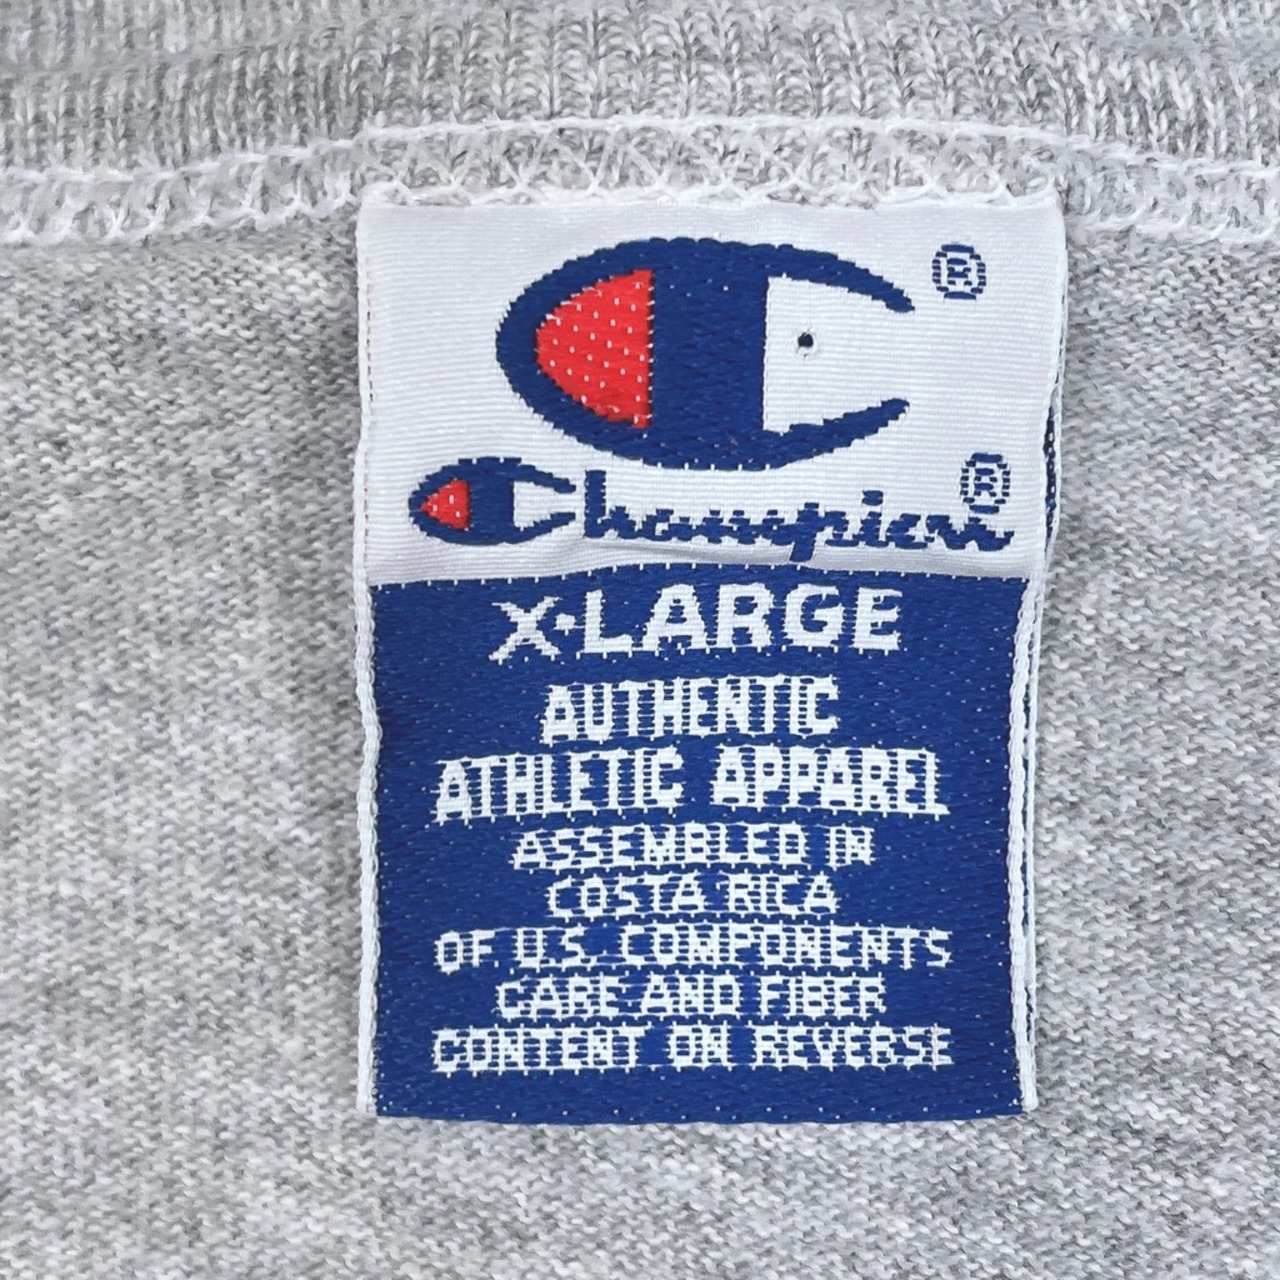 ®
Champion®
X-LARGE
AUTHENTIC
ATHLETIC APPAREL
ASSEMBLED IN
COSTA RICA
OF U.S. COMPONENTS
CARE AND FIBER
CONTENT ON REVERSE